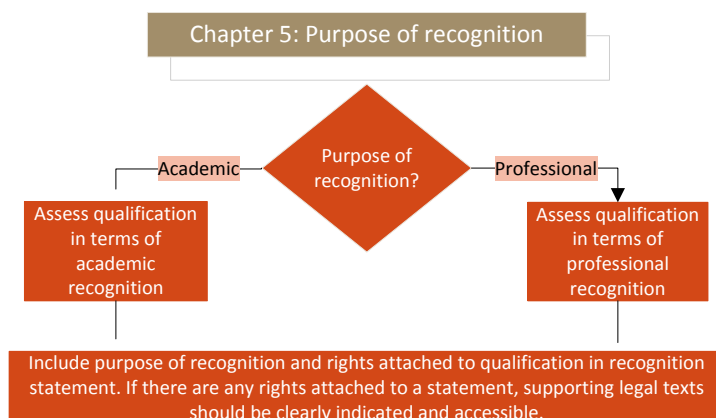 Chapter 5: Purpose of recognition
Purpose of
recognition?
Academic
Professional
Assess qualification
in terms of
academic
recognition
Assess qualification
in terms of
professional
recognition
Include purpose of recognition and rights attached to qualification in recognition
statement. If there are any rights attached to a statement, supporting legal texts
should be clearly indicated and accessible.